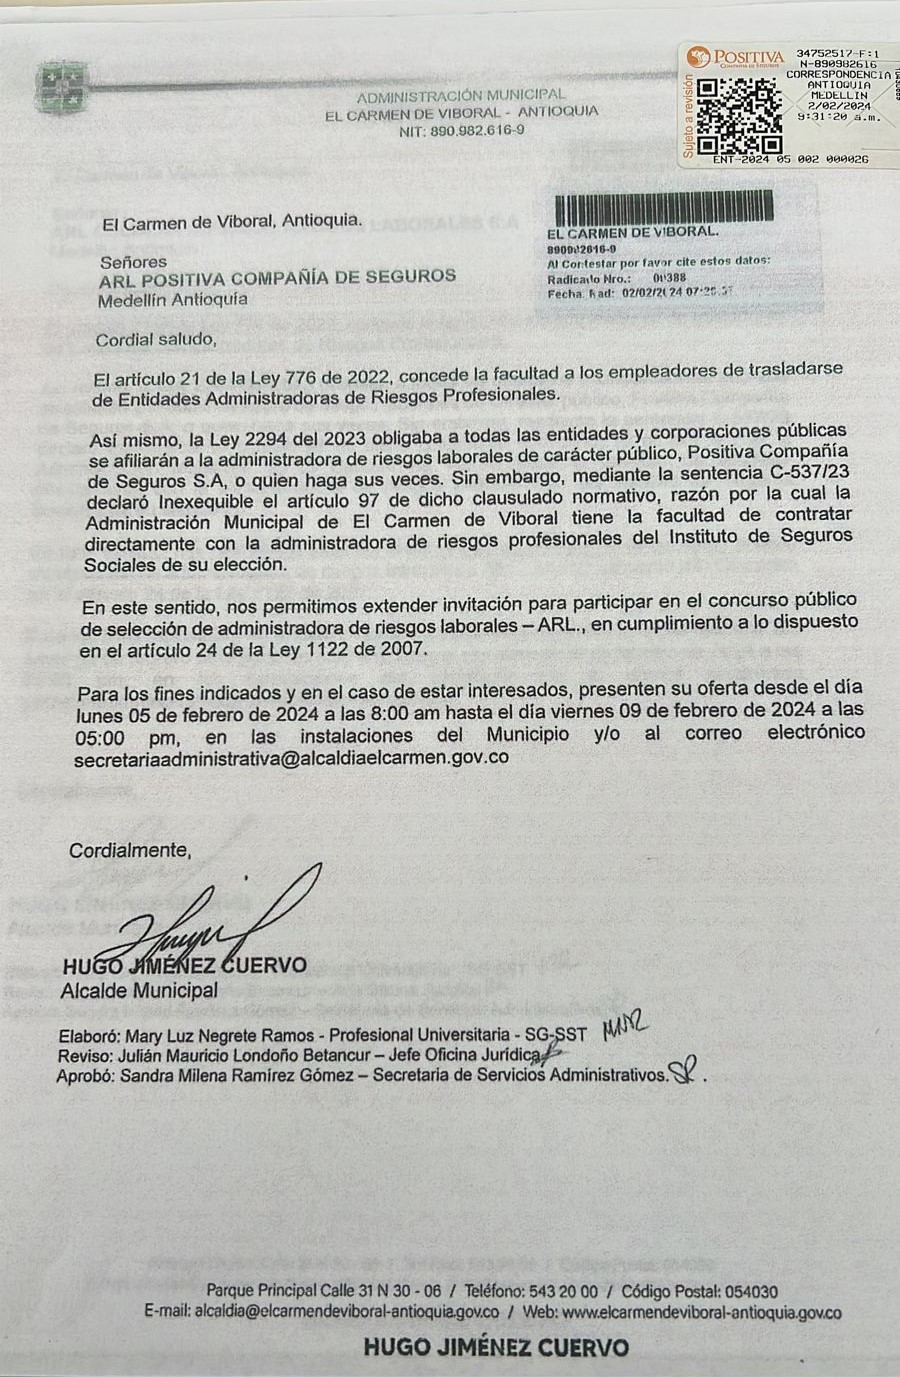 POSITIVA
COMPAÑÍA DE SEGUROS
Sujeto a revisión
34752517-F:1
N-890982616
CORRESPONDENCIA
ANTIOQUIA
MEDELLIN
2/02/2024
9:31:20 a.m.
ENT-2024 05 002 000026
ADMINISTRACIÓN MUNICIPAL
EL CARMEN DE VIBORAL - ANTIOQUIA
NIT: 890.982.616-9
EL CARMEN DE VIBORAL.
890982616-9
Al Contestar por favor cite estos datos:
Radicado Nro.:
Fecha Rad: 02/02/2024
El Carmen de Viboral, Antioquia.
Señores
ARL POSITIVA COMPAÑÍA DE SEGUROS
Medellín Antioquía
Cordial saludo,
El artículo 21 de la Ley 776 de 2022, concede la facultad a los empleadores de trasladarse
de Entidades Administradoras de Riesgos Profesionales.
Así mismo, la Ley 2294 del 2023 obligaba a todas las entidades y corporaciones públicas
se afiliarán a la administradora de riesgos laborales de carácter público, Positiva Compañía
de Seguros S.A, o quien haga sus veces. Sin embargo, mediante la sentencia C-537/23
declaró Inexequible el artículo 97 de dicho clausulado normativo, razón por la cual la
Administración Municipal de El Carmen de Viboral tiene la facultad de contratar
directamente con la administradora de riesgos profesionales del Instituto de Seguros
Sociales de su elección.
En este sentido, nos permitimos extender invitación para participar en el concurso público
de selección de administradora de riesgos laborales – ARL., en cumplimiento a lo dispuesto
en el artículo 24 de la Ley 1122 de 2007.
Para los fines indicados y en el caso de estar interesados, presenten su oferta desde el día
lunes 05 de febrero de 2024 a las 8:00 am hasta el día viernes 09 de febrero de 2024 a las
05:00 pm, en las instalaciones del Municipio y/o al correo electrónico
secretariaadministrativa@alcaldiaelcarmen.gov.co
Cordialmente,
HUGO JIMÉNEZ CUERVO
Alcalde Municipal
Elaboró: Mary Luz Negrete Ramos - Profesional Universitaria - SG-SST MNR
Reviso: Julián Mauricio Londoño Betancur – Jefe Oficina Jurídica
Aprobó: Sandra Milena Ramírez Gómez – Secretaria de Servicios Administrativos. SR.
Parque Principal Calle 31 N 30 - 06 / Teléfono: 543 20 00 / Código Postal: 054030
E-mail: alcaldia@elcarmendeviboral-antioquia.gov.co / Web: www.elcarmendeviboral-antioquia.gov.co
HUGO JIMÉNEZ CUERVO